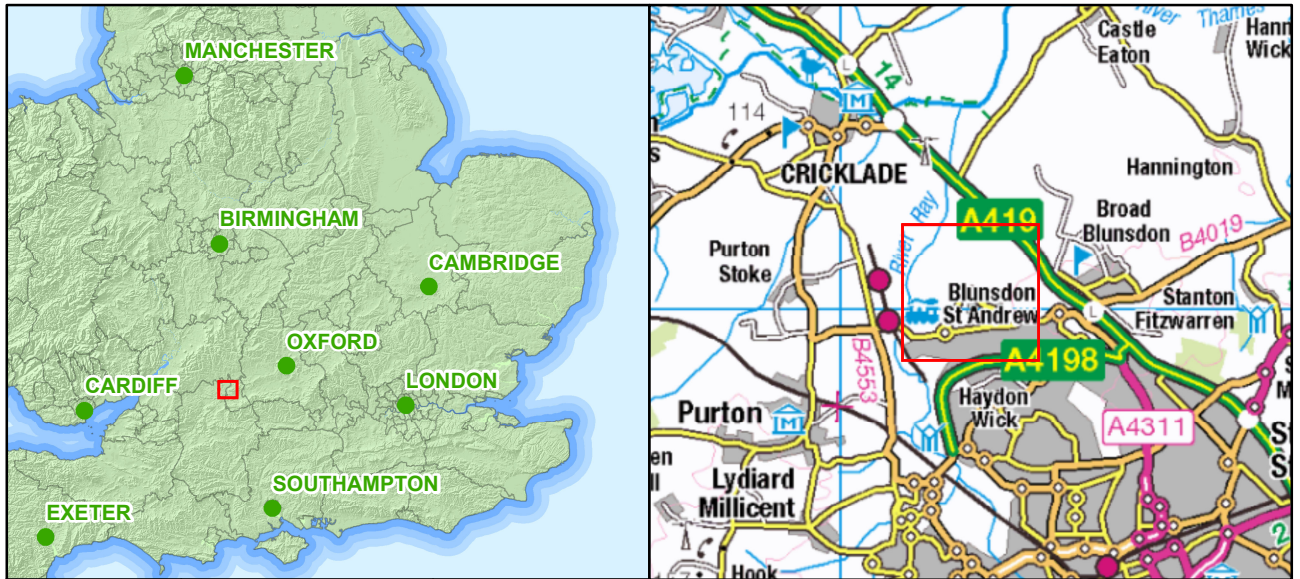 MANCHESTER
BIRMINGHAM
CAMBRIDGE
OXFORD
CARDIFF
LONDON
SOUTHAMPTON
EXETER
River
Thames
Castle
Eaton
Hann
Wick
14
114
CRICKLADE
Hannington
A419
Broad
Blunsdon
B4019
River Ray
Purton
Stoke
Blunsdon
St Andrew
Stanton
Fitzwarren
L
L
M
M
B4553
A4198
Haydon
Wick
A4311
Purton
Lydiard
Millicent
Hook